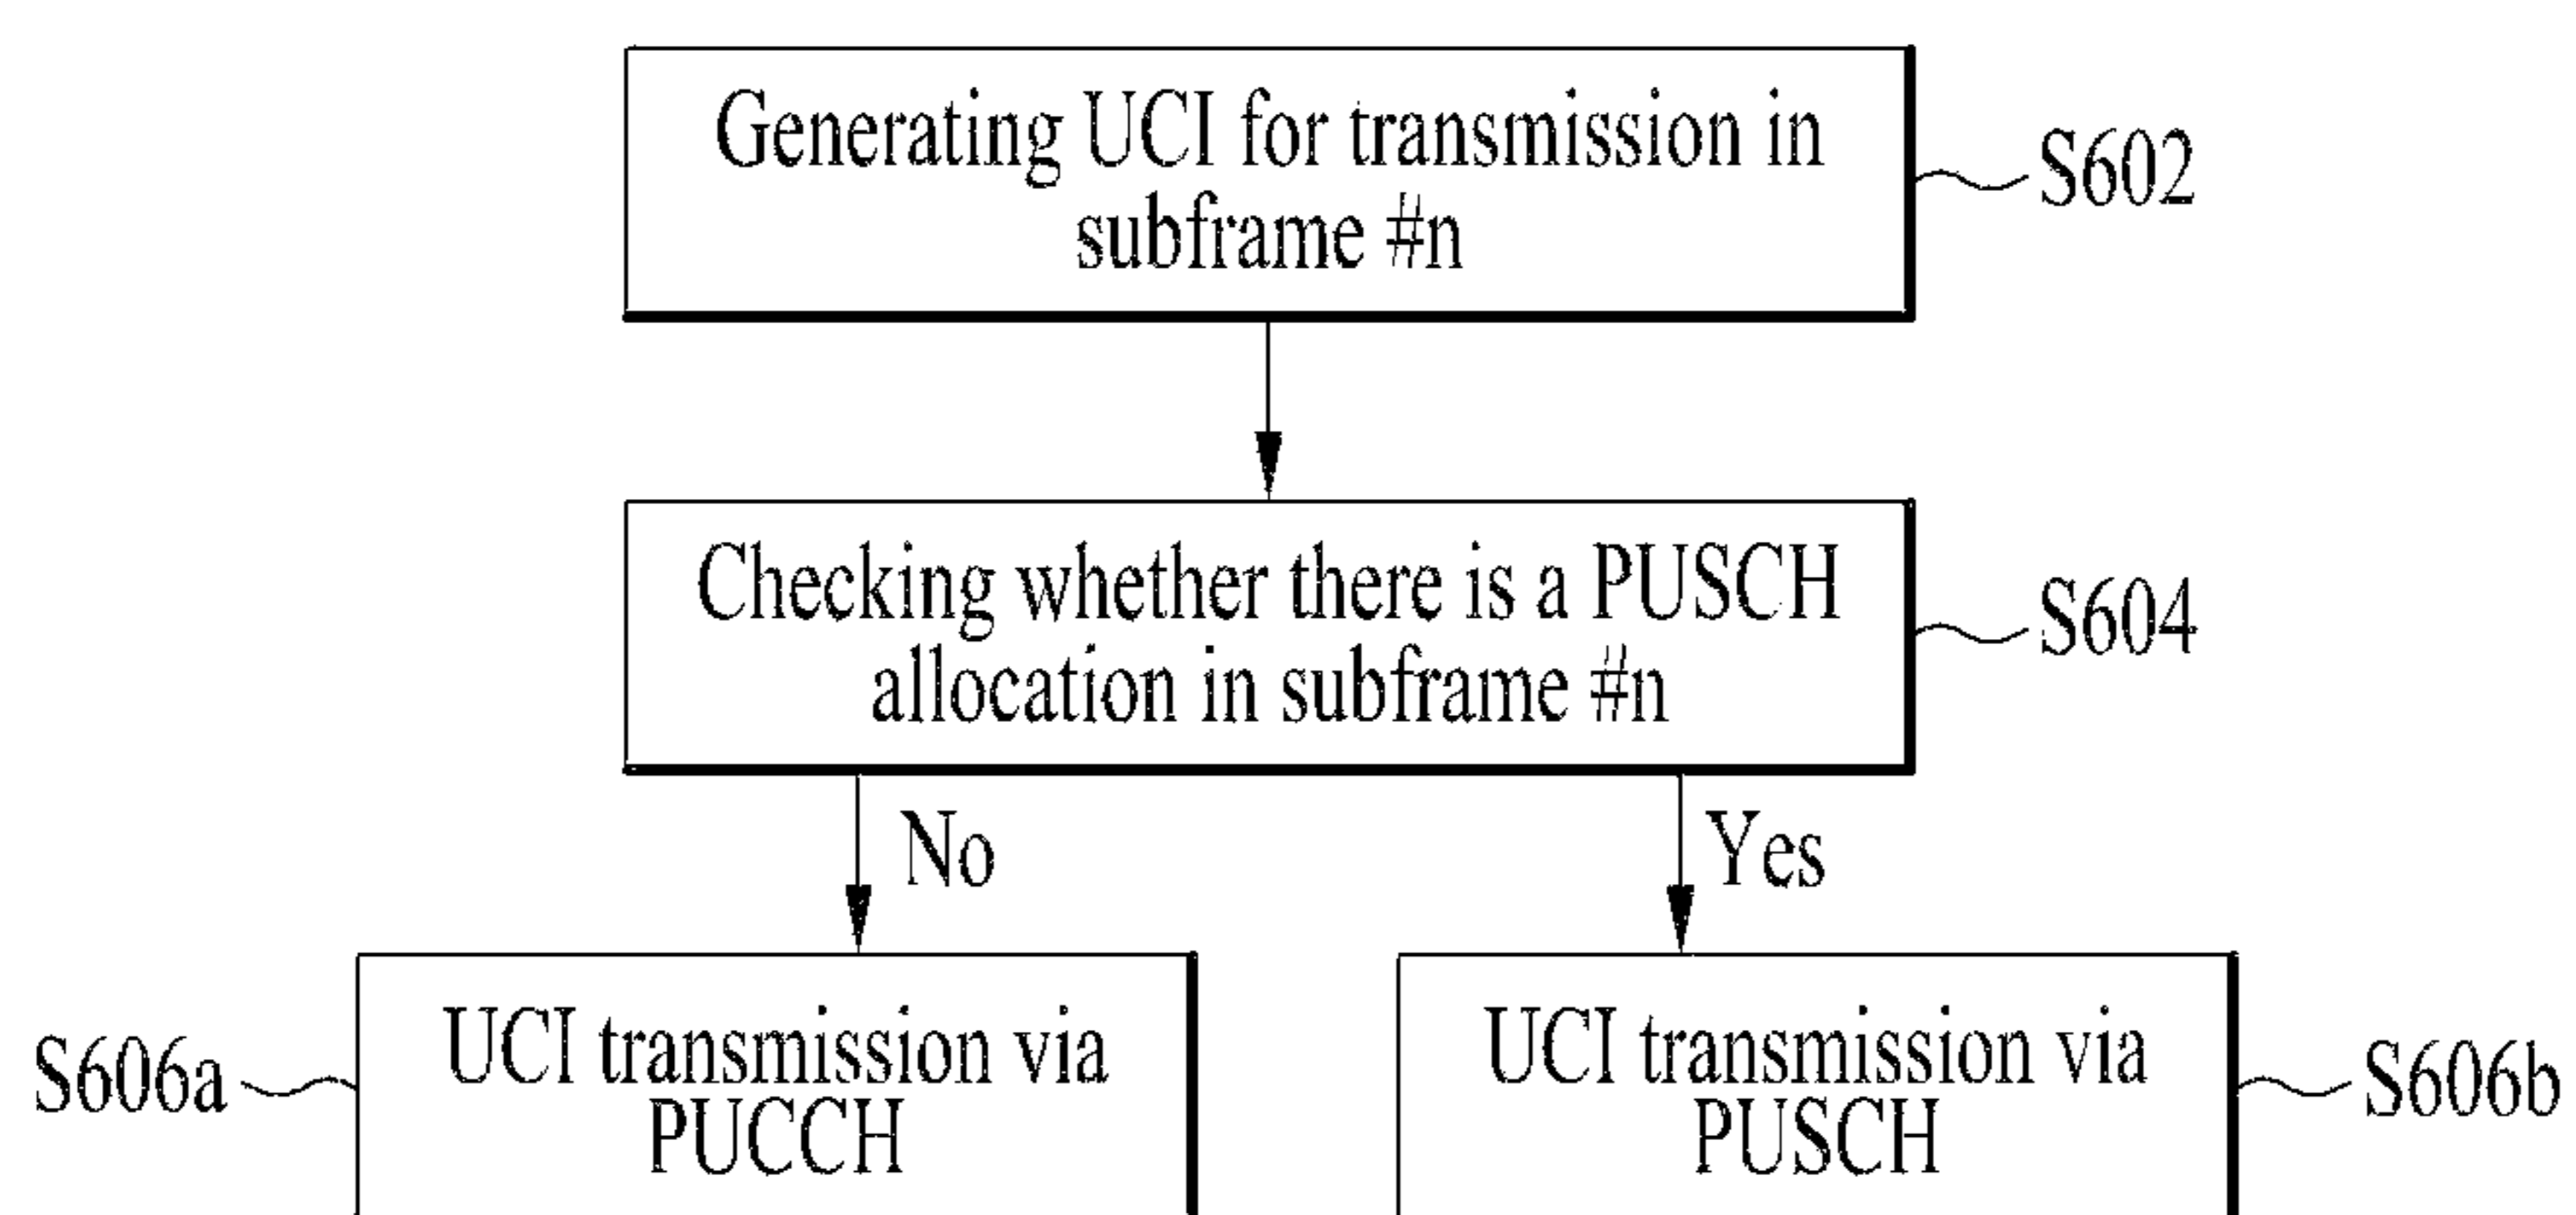 Generating UCI for transmission in
subframe #n
S602
Checking whether there is a PUSCH
allocation in subframe #n
S604
No
Yes
S606a
UCI transmission via
PUCCH
UCI transmission via
PUSCH
S606b